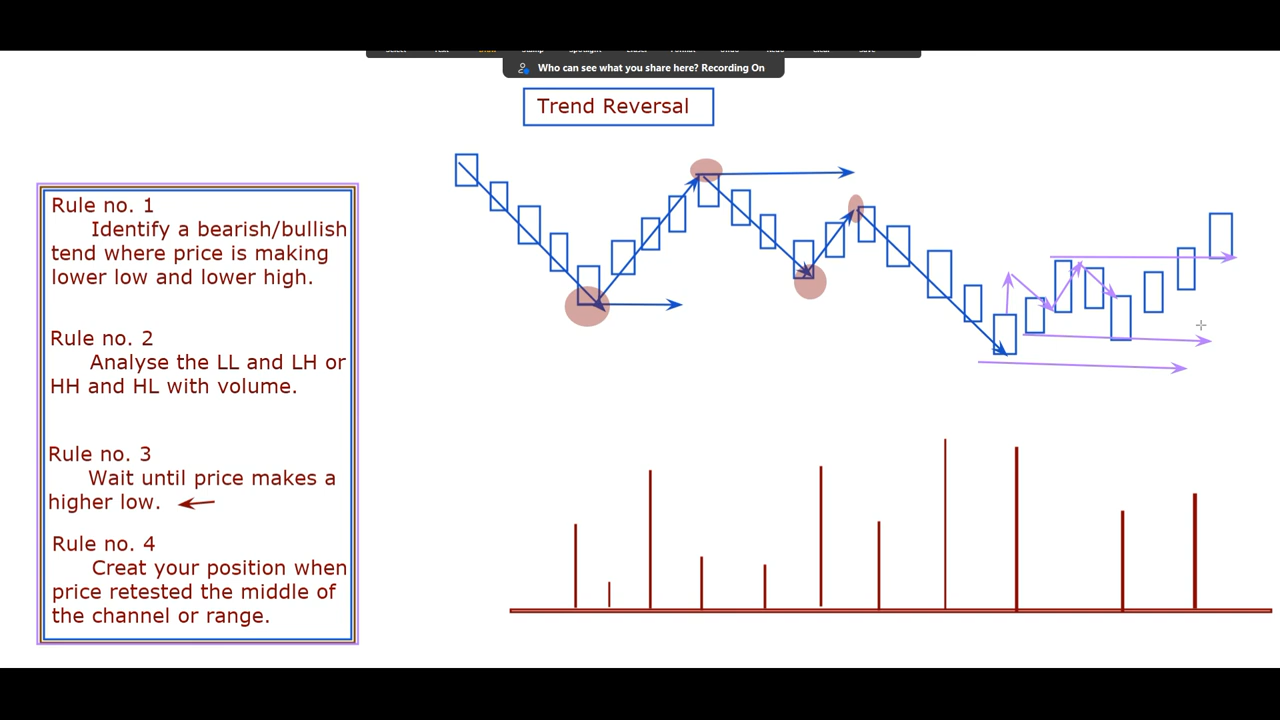 Who can see what you share here? Recording On
Trend Reversal
Rule no. 1
Identify a bearish/bullish
tend where price is making
lower low and lower high.
Rule no. 2
Analyse the LL and LH or
HH and HL with volume.
Rule no. 3
Wait until price makes a
higher low.
Rule no. 4
Creat your position when
price retested the middle of
the channel or range.